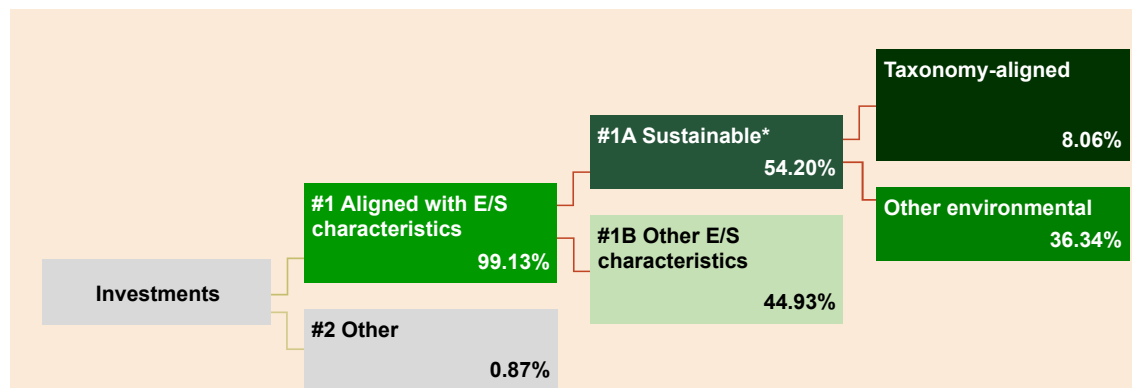 Taxonomy-aligned
8.06%
#1A Sustainable*
54.20%
Other environmental
36.34%
#1 Aligned with E/S
characteristics
99.13%
#1B Other E/S
characteristics
44.93%
Investments
#2 Other
0.87%